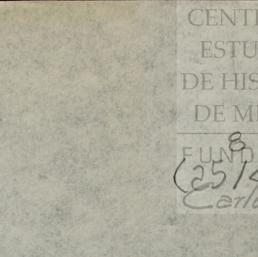 CENT
ESTU
DE HIS
DE M
8
FUND
(25/4
Carl